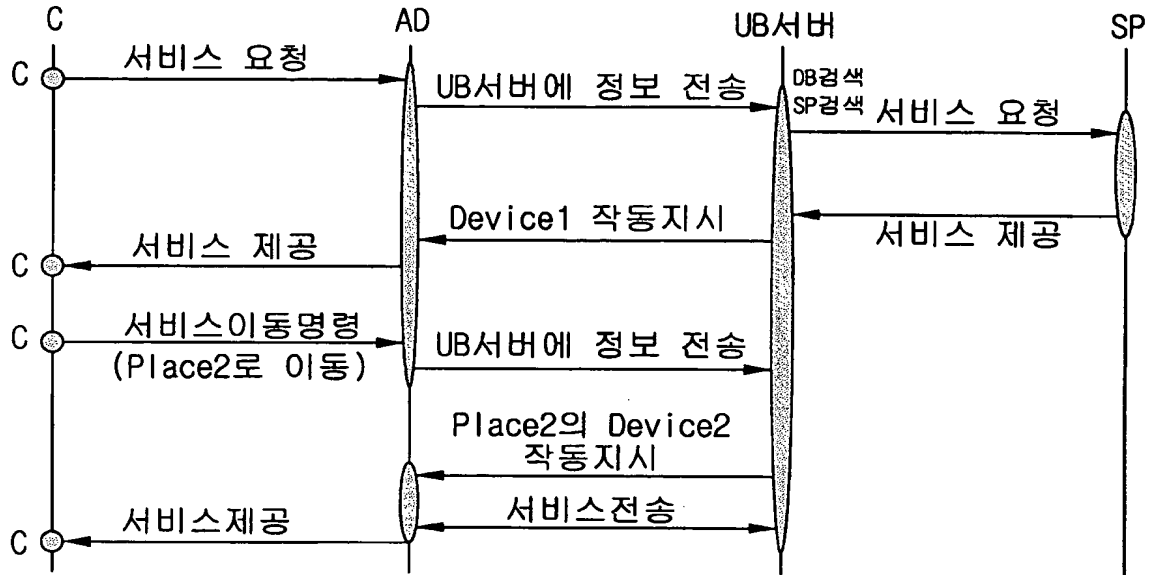 C
AD
UB서버
SP
C
서비스 요청
UB서버에 정보 전송
DB검색
SP검색
서비스 요청
Device1 작동지시
서비스 제공
C
서비스 제공
C
서비스이동명령
(Place2로 이동)
UB서버에 정보 전송
Place2의 Device2
작동지시
서비스전송
C
서비스제공